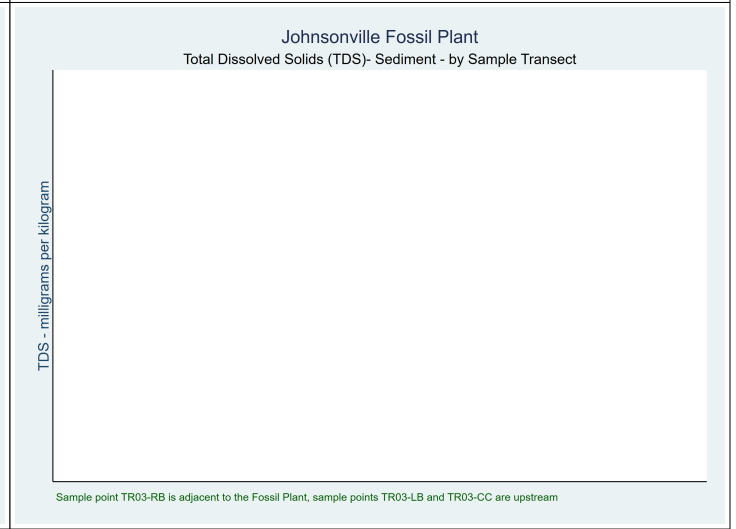 Johnsonville Fossil Plant
Total Dissolved Solids (TDS)- Sediment - by Sample Transect
TDS - milligrams per kilogram
Sample point TR03-RB is adjacent to the Fossil Plant, sample points TR03-LB and TR03-CC are upstream